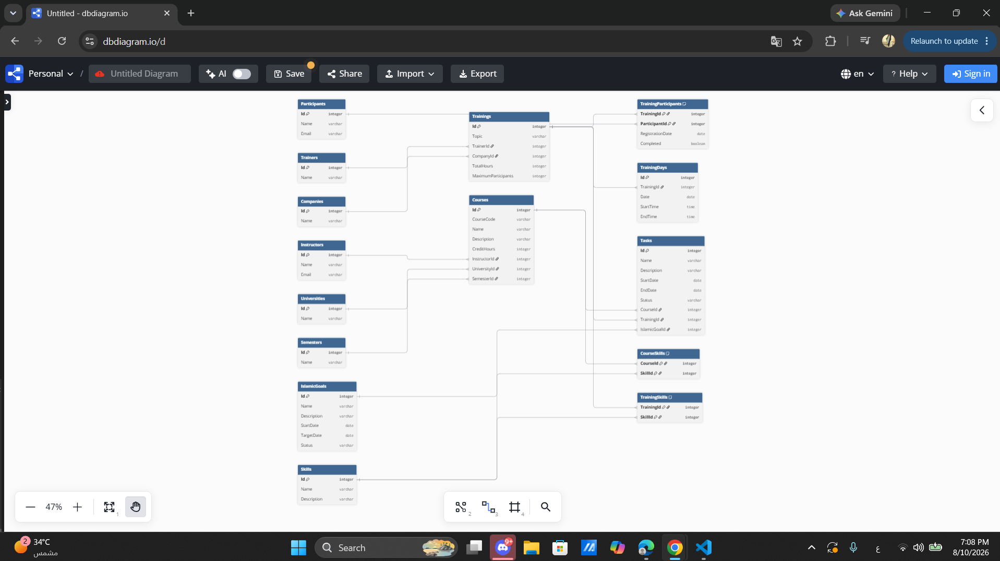 Untitled - dbdiagram.io
Ask Gemini
dbdiagram.io/d
Relaunch to update
Personal
/
Untitled Diagram
AI
Save
Share
Import
Export
en
? Help
Sign in
Participants
Id integer
Name varchar
Email varchar
Trainers
Id integer
Name varchar
Companies
Id integer
Name varchar
Instructors
Id integer
Name varchar
Email varchar
Universities
Id integer
Name varchar
Semesters
Id integer
Name varchar
IslamicGoals
Id integer
Name varchar
Description varchar
StartDate date
TargetDate date
Status varchar
Skills
Id integer
Name varchar
Description varchar
Trainings
Id integer
Topic varchar
TrainerId integer
CompanyId integer
TotalHours integer
MaximumParticipants integer
Courses
Id integer
CourseCode varchar
Name varchar
Description varchar
CreditHours integer
InstructorId integer
UniversityId integer
SemesterId integer
TrainingParticipants
TrainingId integer
ParticipantId integer
RegistrationDate date
Completed boolean
TrainingDays
Id integer
TrainingId integer
Date date
StartTime time
EndTime time
Tasks
Id integer
Name varchar
Description varchar
StartDate date
EndDate date
Status varchar
CourseId integer
TrainingId integer
IslamicGoalId integer
CourseSkills
CourseId integer
SkillId integer
TrainingSkills
TrainingId integer
SkillId integer
47%
1
2
3
4
2
34°C
مشمس
Search
9+
ع
7:08 PM
8/10/2026